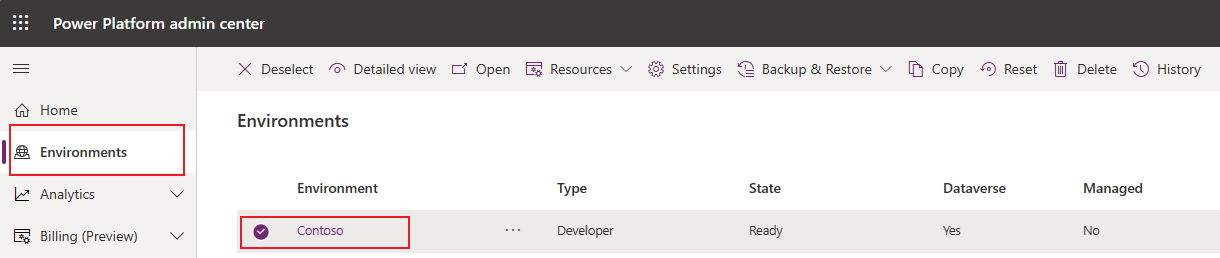 Power Platform admin center
Deselect Detailed view Open Resources Settings Backup & Restore Copy Reset Delete History
Home
Environments
Analytics
Billing (Preview)
Environments
Environment Type State Dataverse Managed
Contoso ··· Developer Ready Yes No